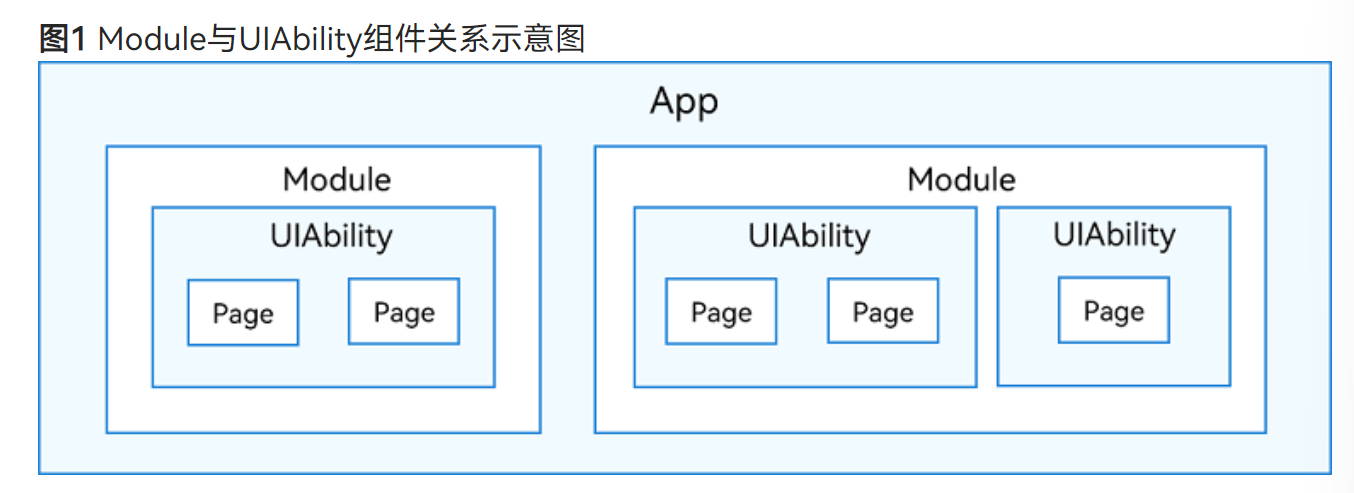 图1 Module与UIAbility组件关系示意图
App
Module
UIAbility
Page
Page
Module
UIAbility
Page
Page
UIAbility
Page